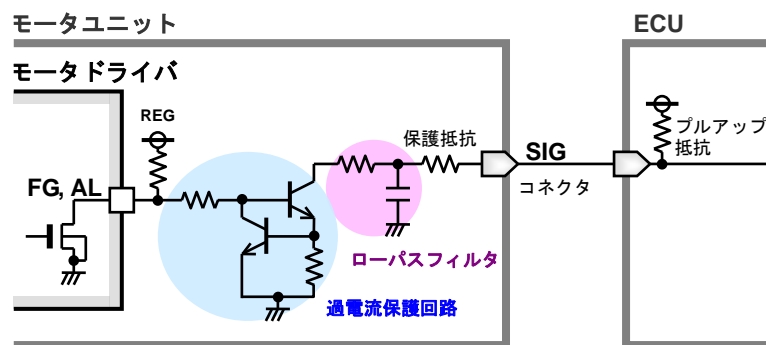 モータユニット
ECU
モータドライバ
REG
保護抵抗
SIG
プルアップ
抵抗
FG, AL
コネクタ
ローパスフィルタ
過電流保護回路